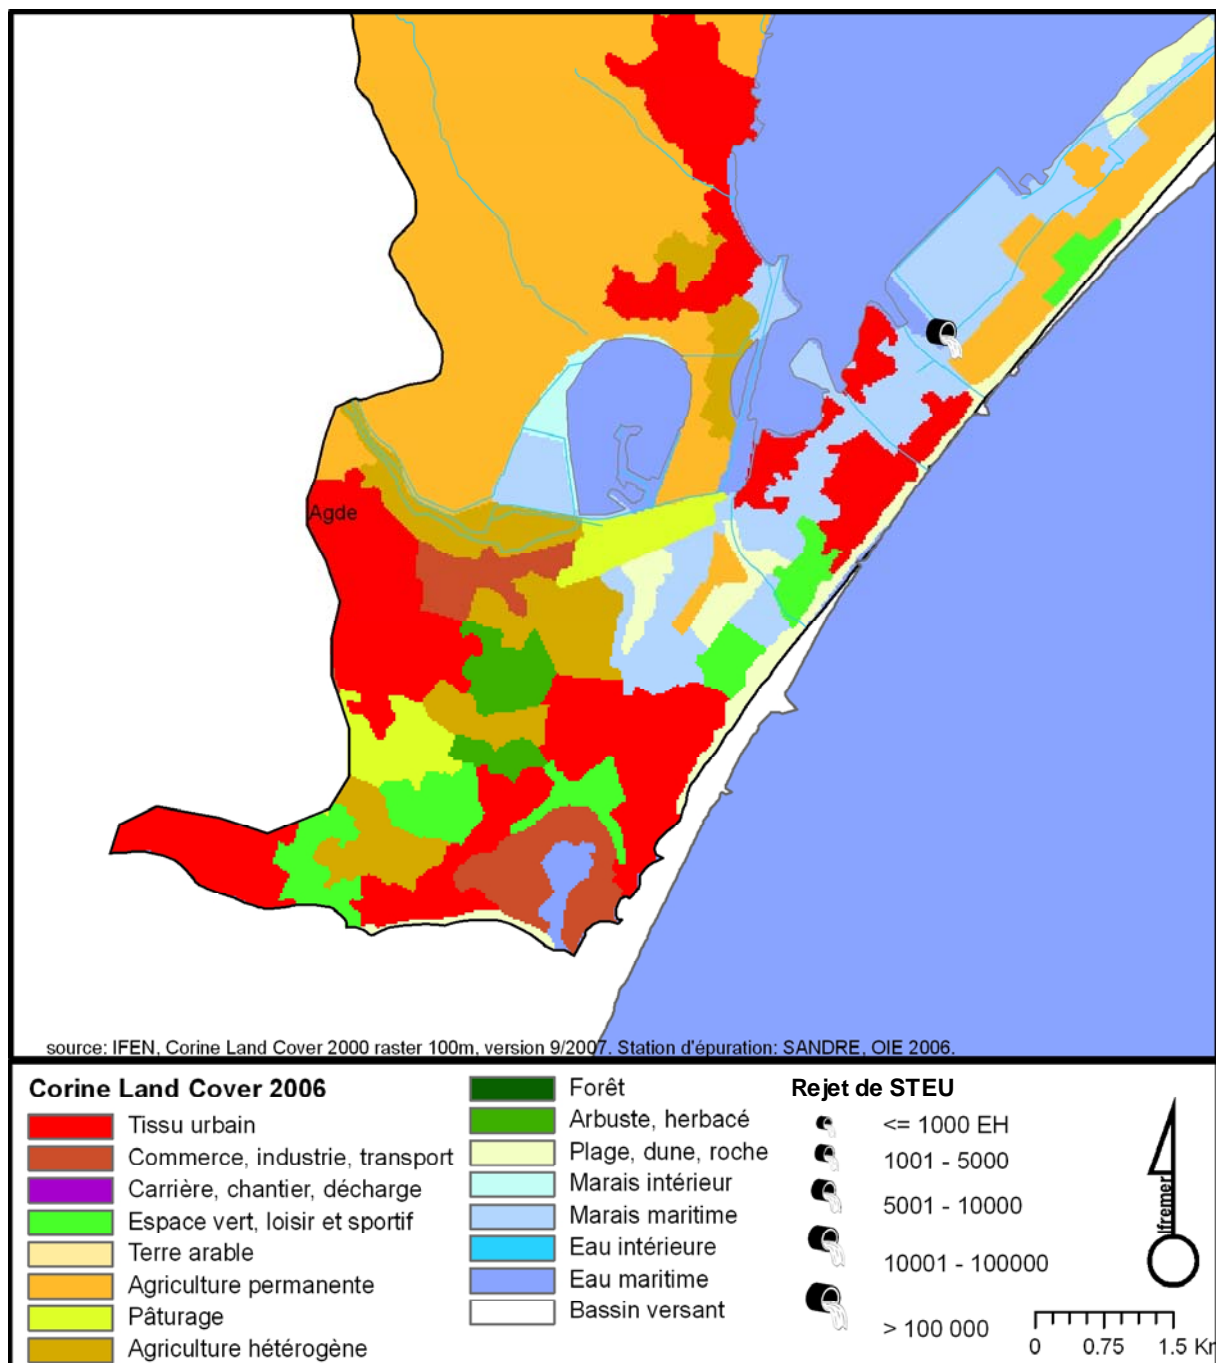 Agde
source: IFEN, Corine Land Cover 2000 raster 100m, version 9/2007. Station d'épuration: SANDRE, OIE 2006.
Corine Land Cover 2006
Tissu urbain
Commerce, industrie, transport
Carrière, chantier, décharge
Espace vert, loisir et sportif
Terre arable
Agriculture permanente
Pâturage
Agriculture hétérogène
Forêt
Arbuste, herbacé
Plage, dune, roche
Marais intérieur
Marais maritime
Eau intérieure
Eau maritime
Bassin versant
Rejet de STEU
<= 1000 EH
1001 - 5000
5001 - 10000
10001 - 100000
> 100 000
Ifremer
0 0.75 1.5